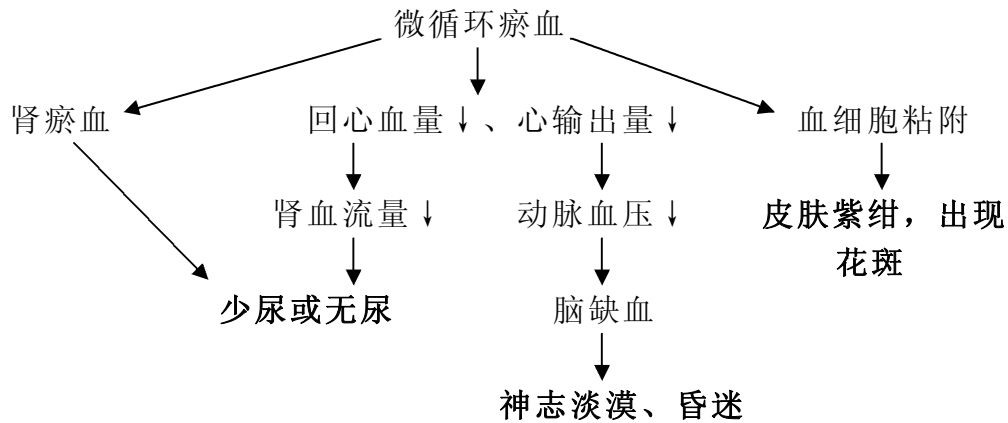 微循环瘀血
肾瘀血
回心血量↓、心输出量↓
血细胞粘附
肾血流量↓
动脉血压↓
皮肤紫绀，出现
花斑
少尿或无尿
脑缺血
神志淡漠、昏迷